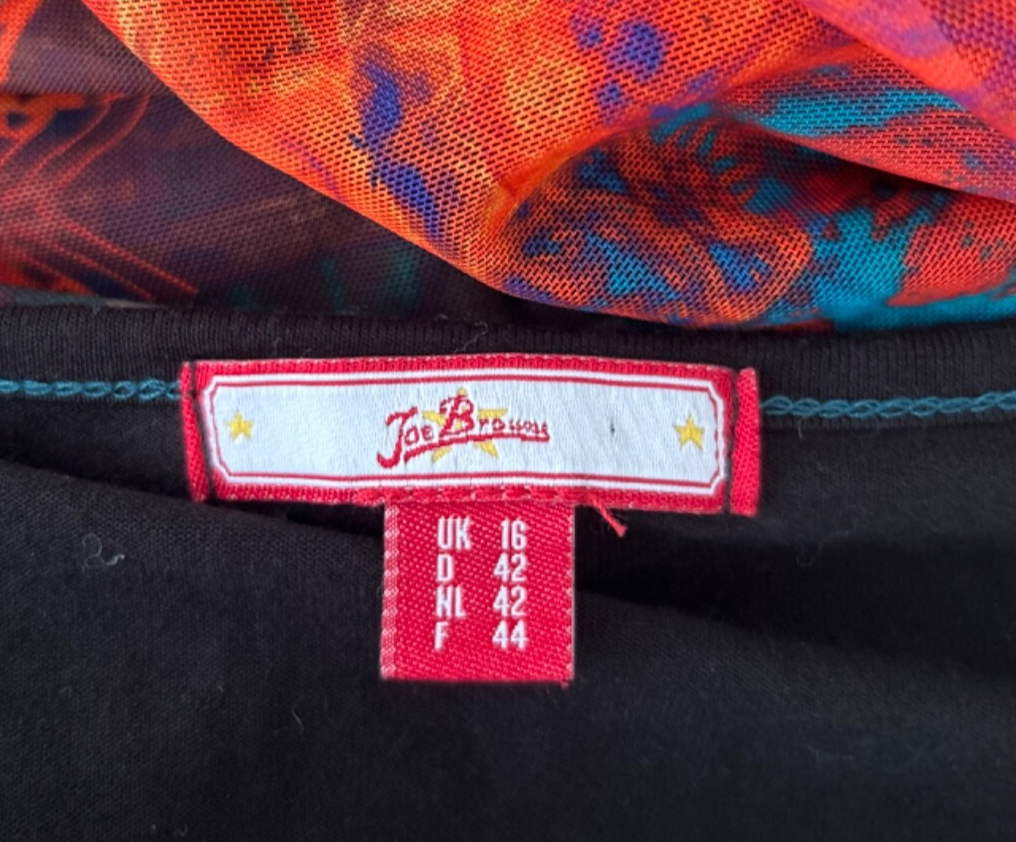 Joe Browns
UK 16
D 42
NL 42
F 44